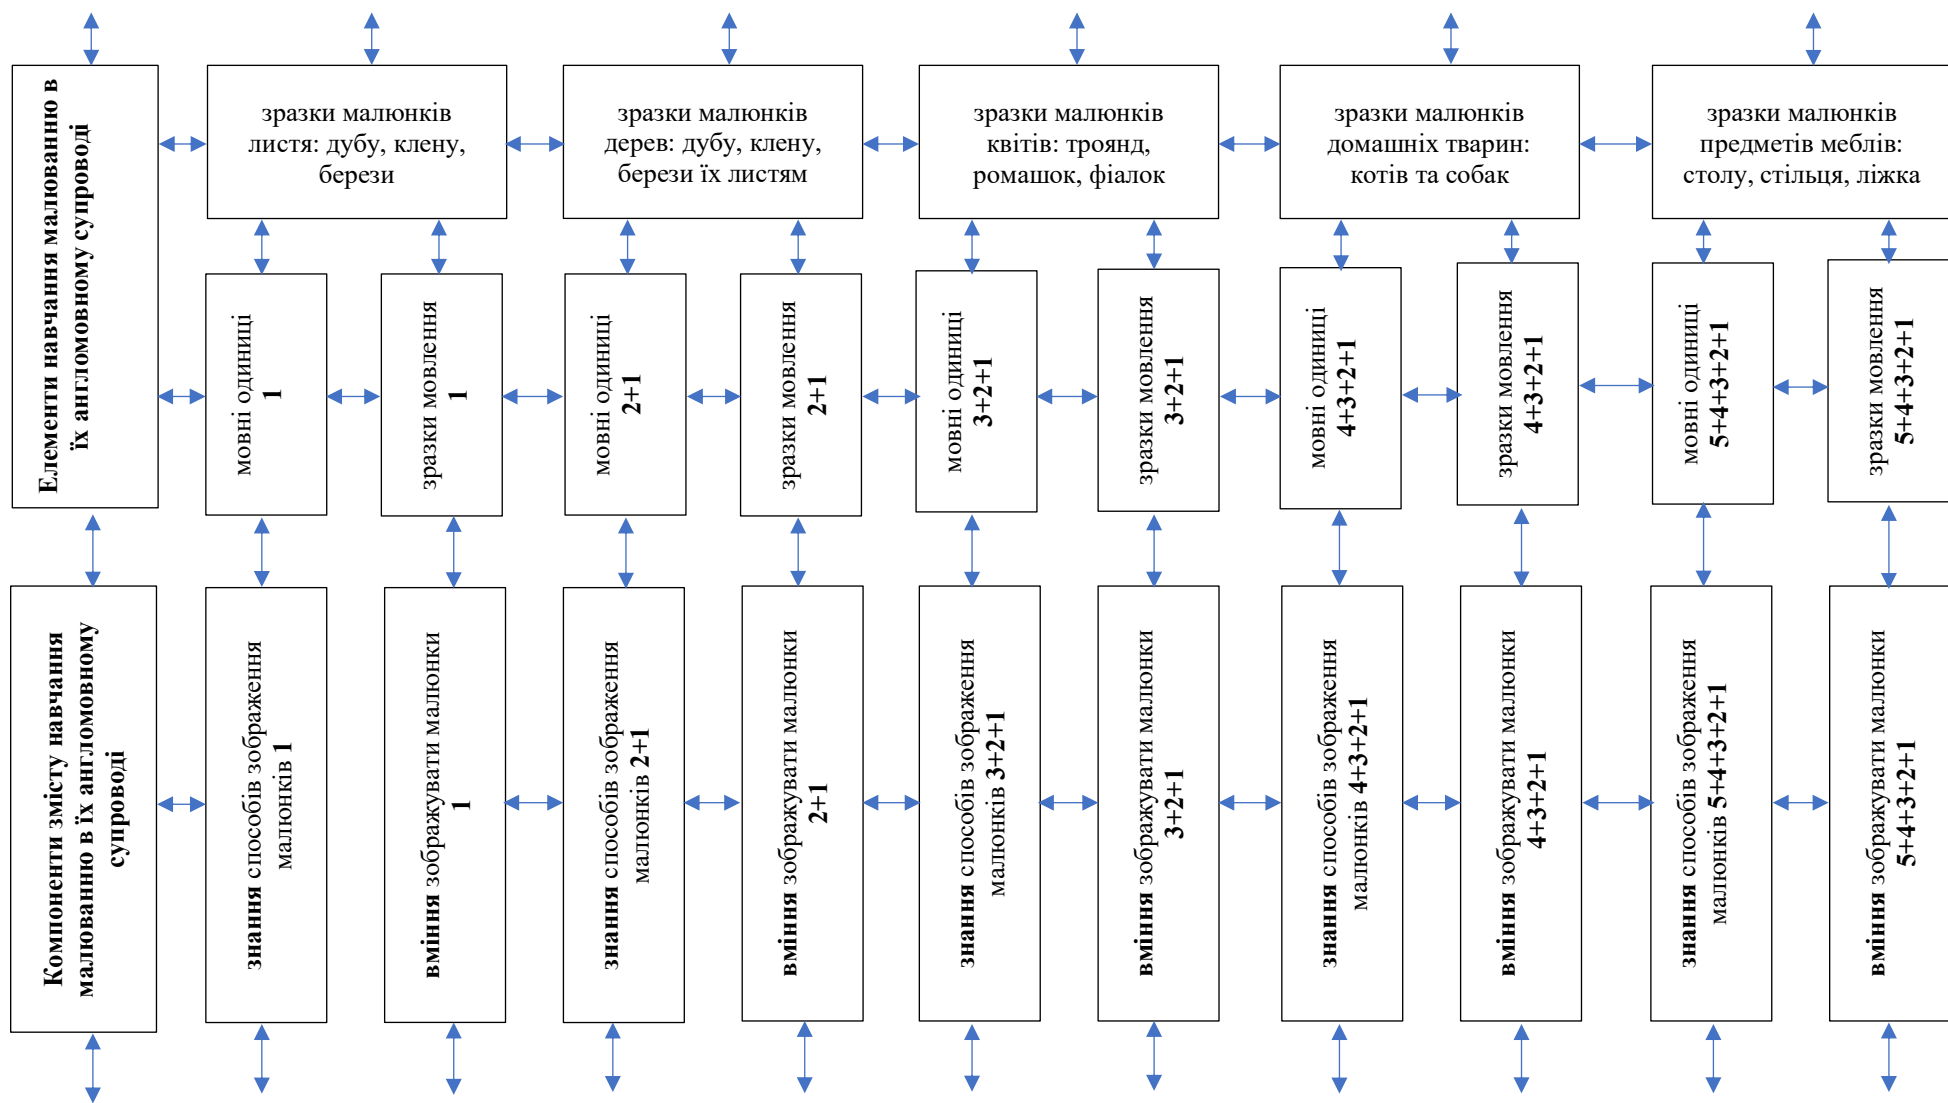 Елементи навчання малюванню в
їх англомовному супроводі
зразки малюнків
листя: дубу, клену,
берези
зразки малюнків
дерев: дубу, клену,
берези їх листям
зразки малюнків
квітів: троянд,
ромашок, фіалок
зразки малюнків
домашніх тварин:
котів та собак
зразки малюнків
предметів меблів:
столу, стільця, ліжка
мовні одиниці
1
зразки мовлення
1
мовні одиниці
2+1
зразки мовлення
2+1
мовні одиниці
3+2+1
зразки мовлення
3+2+1
мовні одиниці
4+3+2+1
зразки мовлення
4+3+2+1
мовні одиниці
5+4+3+2+1
зразки мовлення
5+4+3+2+1
Компоненти змісту навчання
малюванню в їх англомовному
супроводі
знання способів зображення
малюнків 1
вміння зображувати малюнки
1
знання способів зображення
малюнків 2+1
вміння зображувати малюнки
2+1
знання способів зображення
малюнків 3+2+1
вміння зображувати малюнки
3+2+1
знання способів зображення
малюнків 4+3+2+1
вміння зображувати малюнки
4+3+2+1
знання способів зображення
малюнків 5+4+3+2+1
вміння зображувати малюнки
5+4+3+2+1